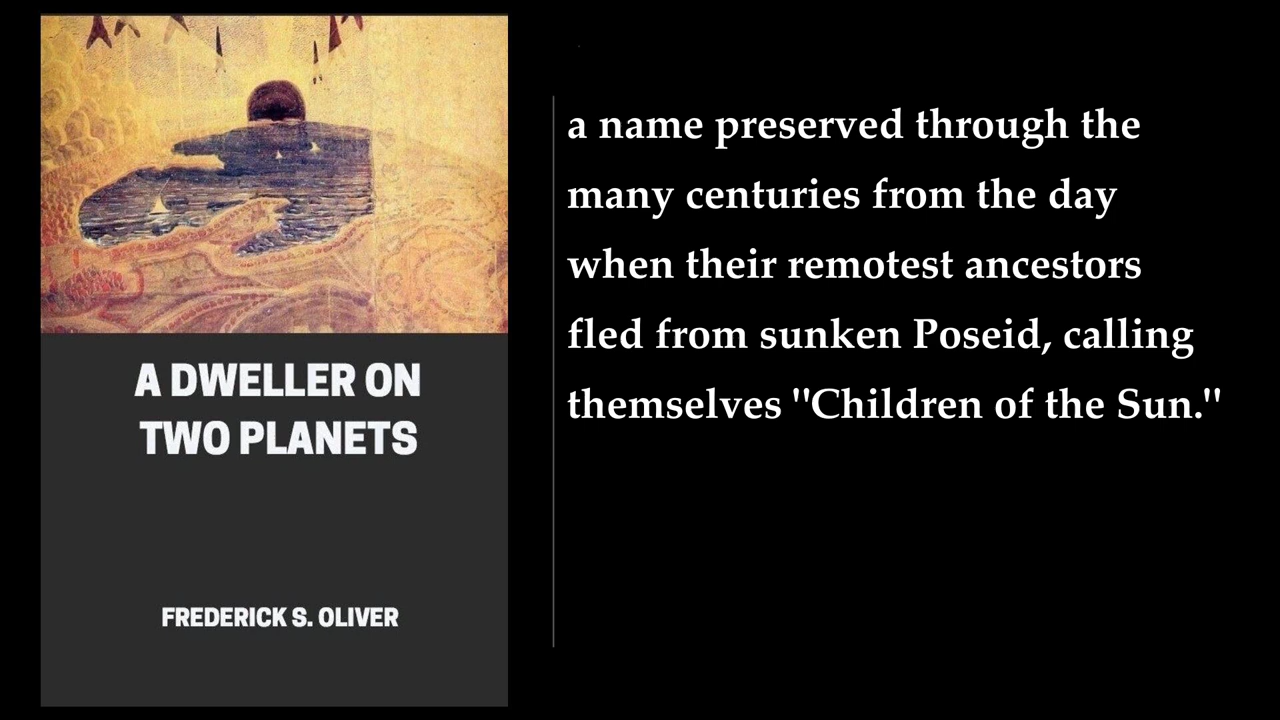 A DWELLER ON
TWO PLANETS
FREDERICK S. OLIVER
a name preserved through the
many centuries from the day
when their remotest ancestors
fled from sunken Poseid, calling
themselves "Children of the Sun."